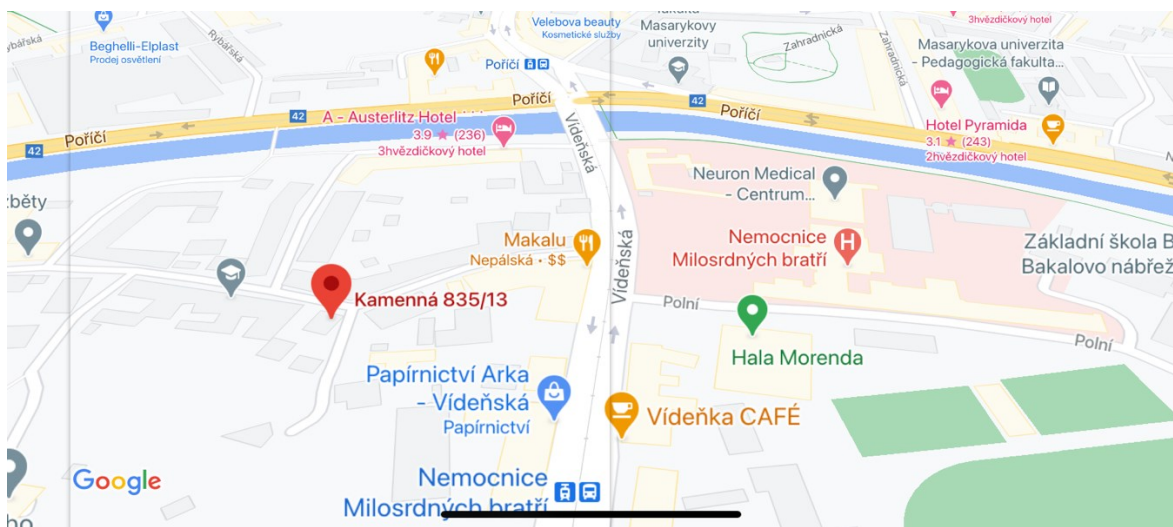 Velebova beauty
Kosmetické služby
fakulta
Masarykovy
univerzity
3hvězdičkový hotel
Rybářská
Rybářská
Beghelli-Elplast
Prodej osvětlení
Zahradnická
Zahradnická
Masarykova univerzita
- Pedagogická fakulta...
Poříčí
Poříčí
42
42
42
Poříčí
Poříčí
Poříčí
A - Austerlitz Hotel
3.9 ★ (236)
3hvězdičkový hotel
Vídeňská
Hotel Pyramida
3.1 ★ (243)
2hvězdičkový hotel
Neuron Medical
- Centrum...
žběty
Makalu
Nepálská · $$
Vídeňská
Nemocnice
Milosrdných bratří
H
Základní škola B
Bakalovo nábřež
Kamenná 835/13
Polní
Polní
Hala Morenda
Papírnictví Arka
- Vídeňská
Papírnictví
Vídeňka CAFÉ
Google
Nemocnice
Milosrdných bratří